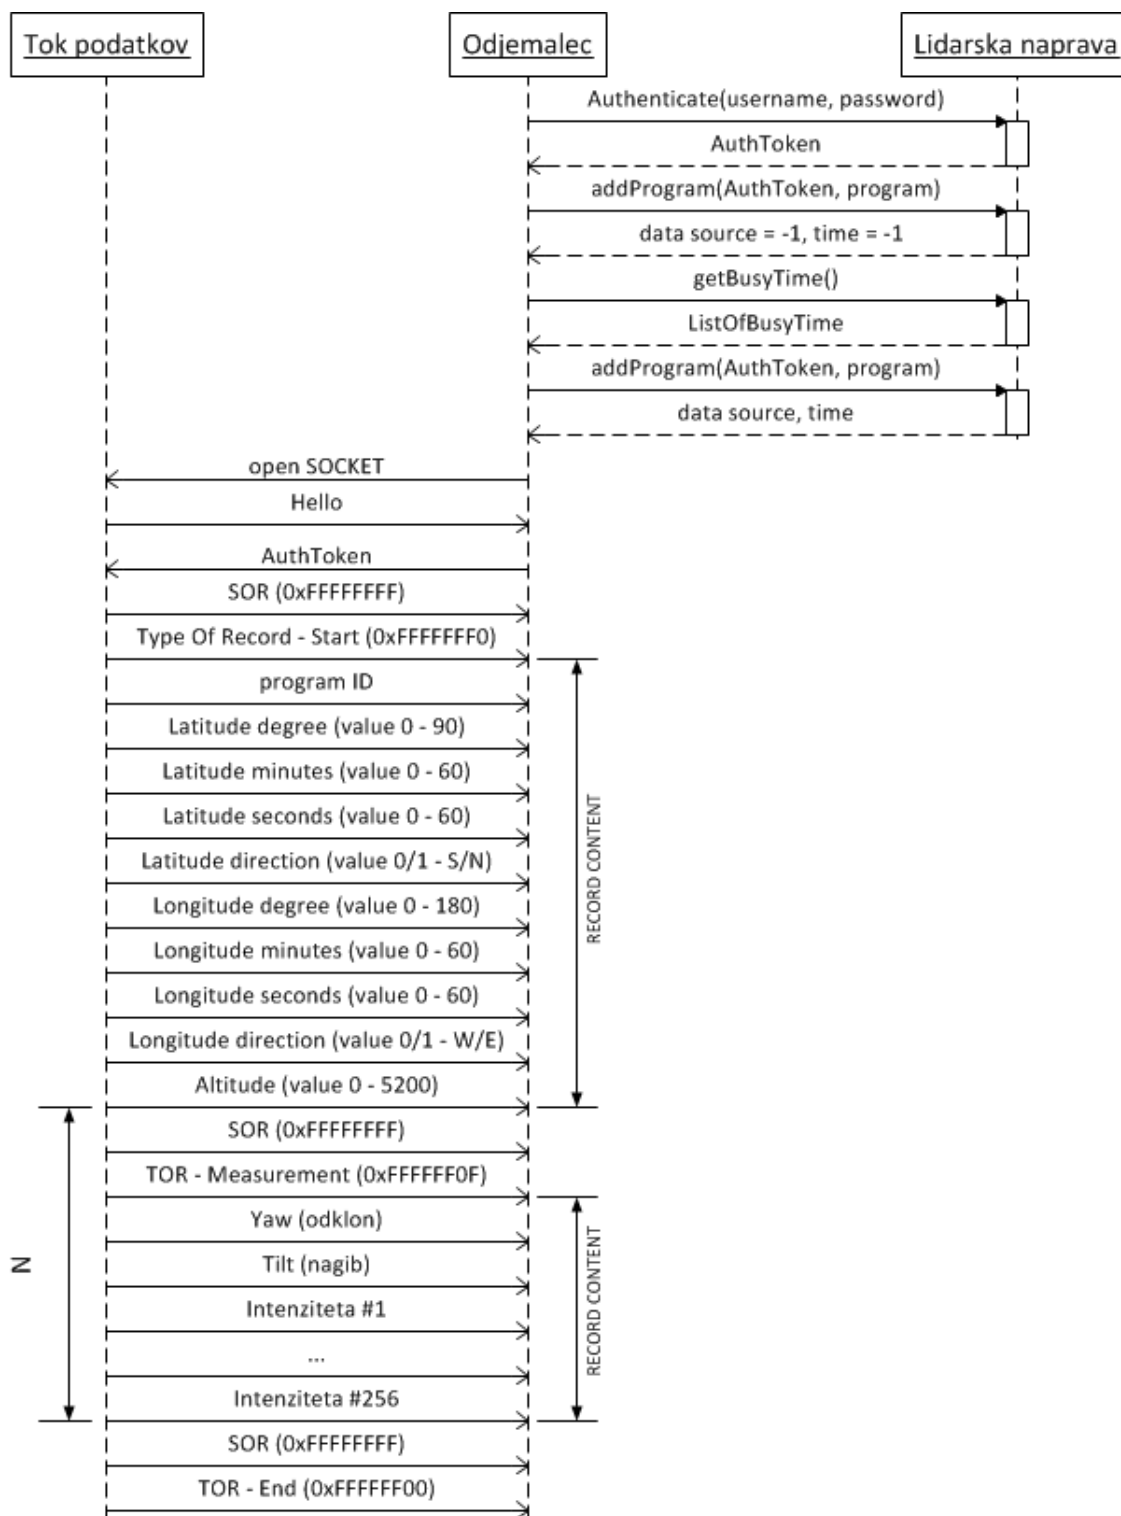 Tok podatkov
Odjemalec
Lidarska naprava
Authenticate(username, password)
AuthToken
addProgram(AuthToken, program)
data source = -1, time = -1
getBusyTime()
ListOfBusyTime
addProgram(AuthToken, program)
data source, time
open SOCKET
Hello
AuthToken
SOR (0xFFFFFFFF)
Type Of Record - Start (0xFFFFFFF0)
program ID
Latitude degree (value 0 - 90)
Latitude minutes (value 0 - 60)
Latitude seconds (value 0 - 60)
Latitude direction (value 0/1 - S/N)
Longitude degree (value 0 - 180)
Longitude minutes (value 0 - 60)
Longitude seconds (value 0 - 60)
Longitude direction (value 0/1 - W/E)
Altitude (value 0 - 5200)
RECORD CONTENT
SOR (0xFFFFFFFF)
TOR - Measurement (0xFFFFFF0F)
Yaw (odklon)
Tilt (nagib)
Intenziteta #1
...
Intenziteta #256
N
RECORD CONTENT
SOR (0xFFFFFFFF)
TOR - End (0xFFFFFF00)